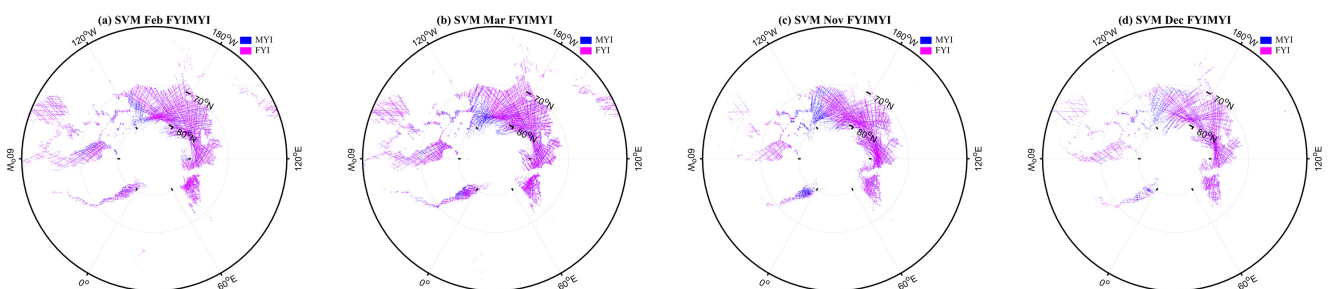 (a) SVM Feb FYIMYI
120°W
180°W
MYI
FYI
70°N
80°N
60°W
120°E
0°
60°E
(b) SVM Mar FYIMYI
120°W
180°W
MYI
FYI
70°N
80°N
60°W
120°E
0°
60°E
(c) SVM Nov FYIMYI
120°W
180°W
MYI
FYI
70°N
80°N
60°W
120°E
0°
60°E
(d) SVM Dec FYIMYI
120°W
180°W
MYI
FYI
70°N
80°N
60°W
120°E
0°
60°E